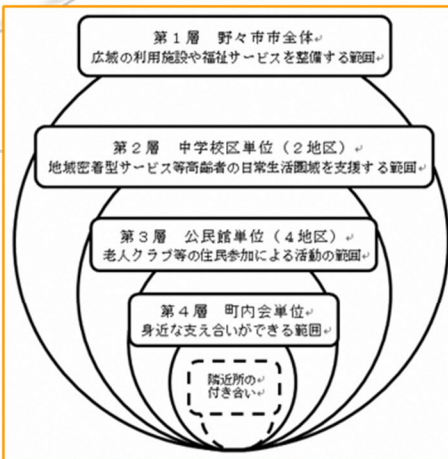 第1層 野々市市全体
広域の利用施設や福祉サービスを整備する範囲
第2層 中学校区単位(2地区)
地域密着型サービス等高齢者の日常生活圏域を支援する範囲
第3層 公民館単位(4地区)
老人クラブ等の住民参加による活動の範囲
第4層 町内会単位
身近な支え合いができる範囲
隣近所の
付き合い